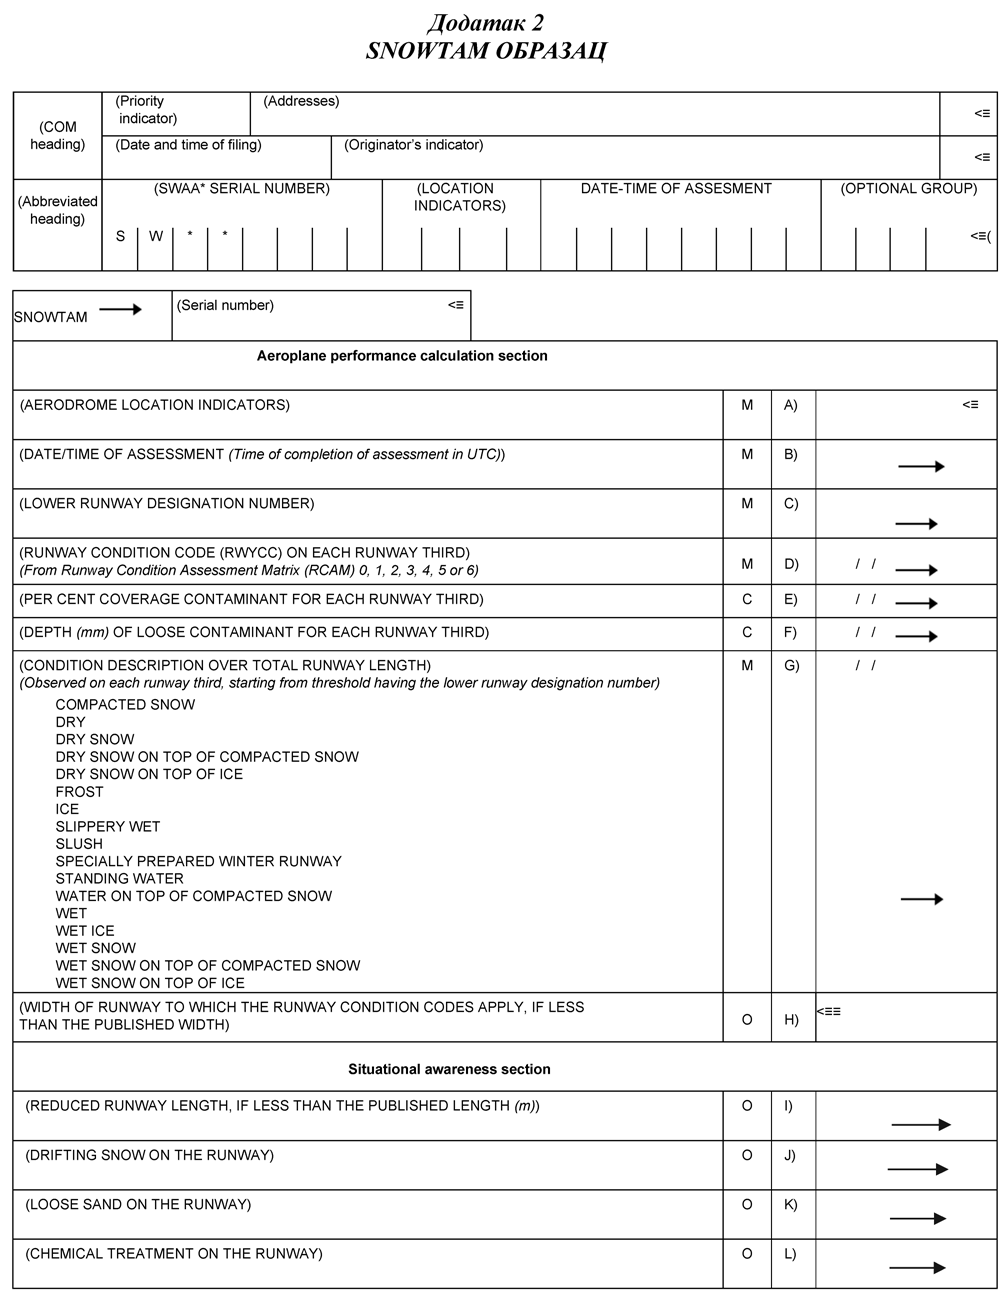 Додатак 2
SNOWTAM ОБРАЗАЦ
(COM heading)
(Priority indicator)
(Addresses)
<≡
(Date and time of filing)
(Originator's indicator)
<≡
(Abbreviated heading)
(SWAA* SERIAL NUMBER)
(LOCATION INDICATORS)
DATE-TIME OF ASSESMENT
(OPTIONAL GROUP)
S W * *
<≡(
SNOWTAM →
(Serial number) <≡
Aeroplane performance calculation section
(AERODROME LOCATION INDICATORS) M A) <≡
(DATE/TIME OF ASSESSMENT (Time of completion of assessment in UTC)) M B) →
(LOWER RUNWAY DESIGNATION NUMBER) M C) →
(RUNWAY CONDITION CODE (RWYCC) ON EACH RUNWAY THIRD)
(From Runway Condition Assessment Matrix (RCAM) 0, 1, 2, 3, 4, 5 or 6) M D) / / →
(PER CENT COVERAGE CONTAMINANT FOR EACH RUNWAY THIRD) C E) / / →
(DEPTH (mm) OF LOOSE CONTAMINANT FOR EACH RUNWAY THIRD) C F) / / →
(CONDITION DESCRIPTION OVER TOTAL RUNWAY LENGTH) M G) / /
(Observed on each runway third, starting from threshold having the lower runway designation number)
COMPACTED SNOW
DRY
DRY SNOW
DRY SNOW ON TOP OF COMPACTED SNOW
DRY SNOW ON TOP OF ICE
FROST
ICE
SLIPPERY WET
SLUSH
SPECIALLY PREPARED WINTER RUNWAY
STANDING WATER
WATER ON TOP OF COMPACTED SNOW →
WET
WET ICE
WET SNOW
WET SNOW ON TOP OF COMPACTED SNOW
WET SNOW ON TOP OF ICE
(WIDTH OF RUNWAY TO WHICH THE RUNWAY CONDITION CODES APPLY, IF LESS
THAN THE PUBLISHED WIDTH) O H) <≡≡
Situational awareness section
(REDUCED RUNWAY LENGTH, IF LESS THAN THE PUBLISHED LENGTH (m)) O I) →
(DRIFTING SNOW ON THE RUNWAY) O J) →
(LOOSE SAND ON THE RUNWAY) O K) →
(CHEMICAL TREATMENT ON THE RUNWAY) O L) →